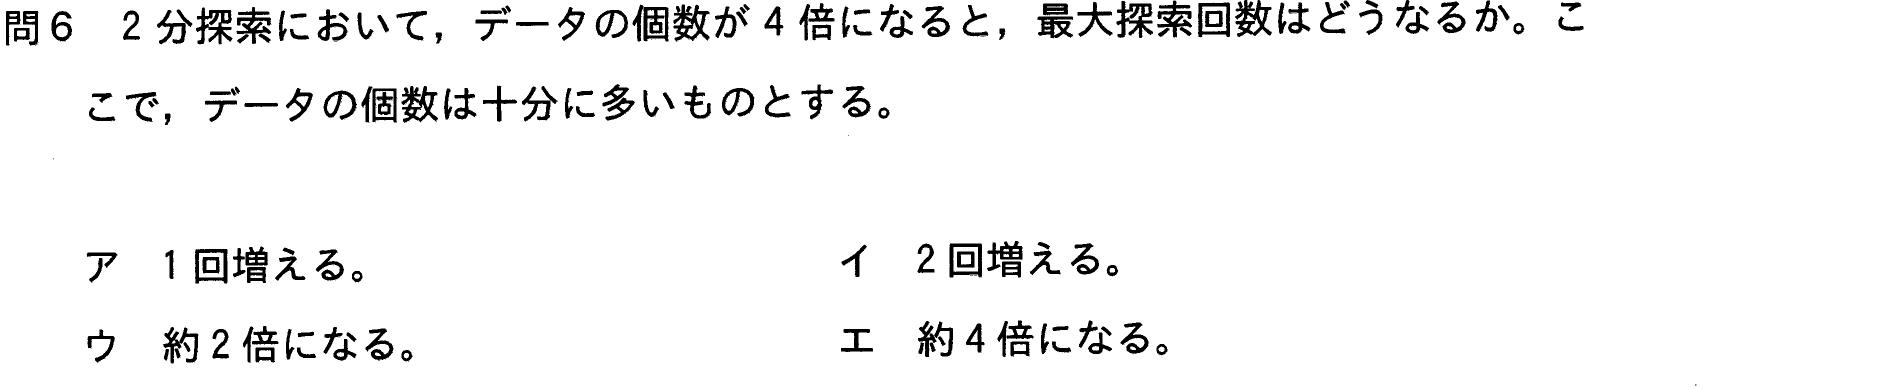 問６　２分探索において，データの個数が４倍になると，最大探索回数はどうなるか。こ
こで，データの個数は十分に多いものとする。
ア　１回増える。　イ　２回増える。
ウ　約２倍になる。　エ　約４倍になる。